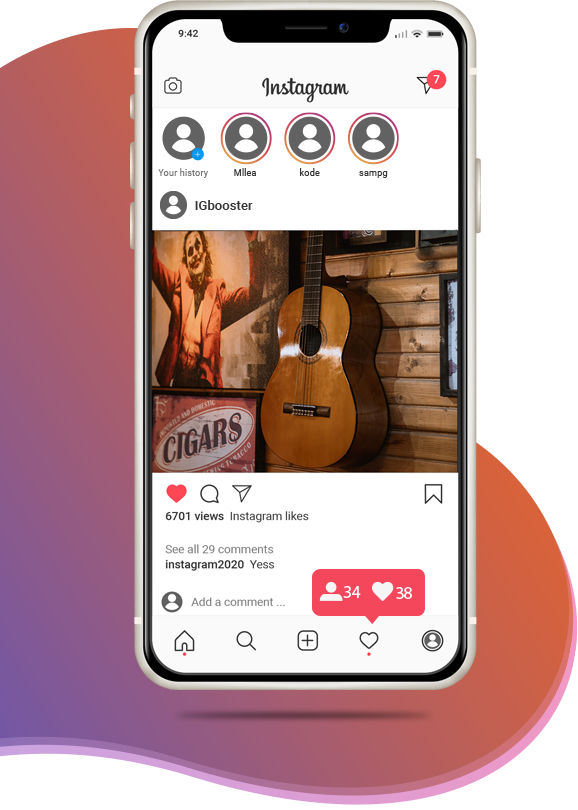 9:42
Instagram
7
Your history
Mllea
kode
sampg
IGbooster
CIGARS
6701 views Instagram likes
See all 29 comments
instagram2020 Yess
Add a comment ...
34 38